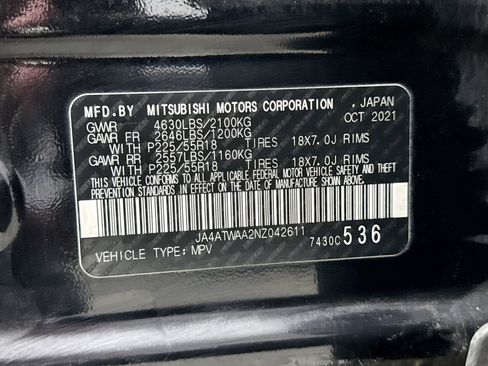 MFD.BY MITSUBISHI MOTORS CORPORATION , JAPAN
GVWR 4630LBS/2100KG OCT 2021
GAWR FR 2646LBS/1200KG
WITH P225/55R18 TIRES 18X7.0J RIMS
GAWR RR 2557LBS/1160KG
WITH P225/55R18 TIRES 18X7.0J RIMS
THIS VEHICLE CONFORMS TO ALL APPLICABLE FEDERAL MOTOR
VEHICLE SAFETY, BUMPER AND THEFT PREVENTION STANDARDS IN EFFECT
ON THE DATE OF MANUFACTURE SHOWN ABOVE.
JA4ATWAA2NZ042611 7430C 536
VEHICLE TYPE: MPV